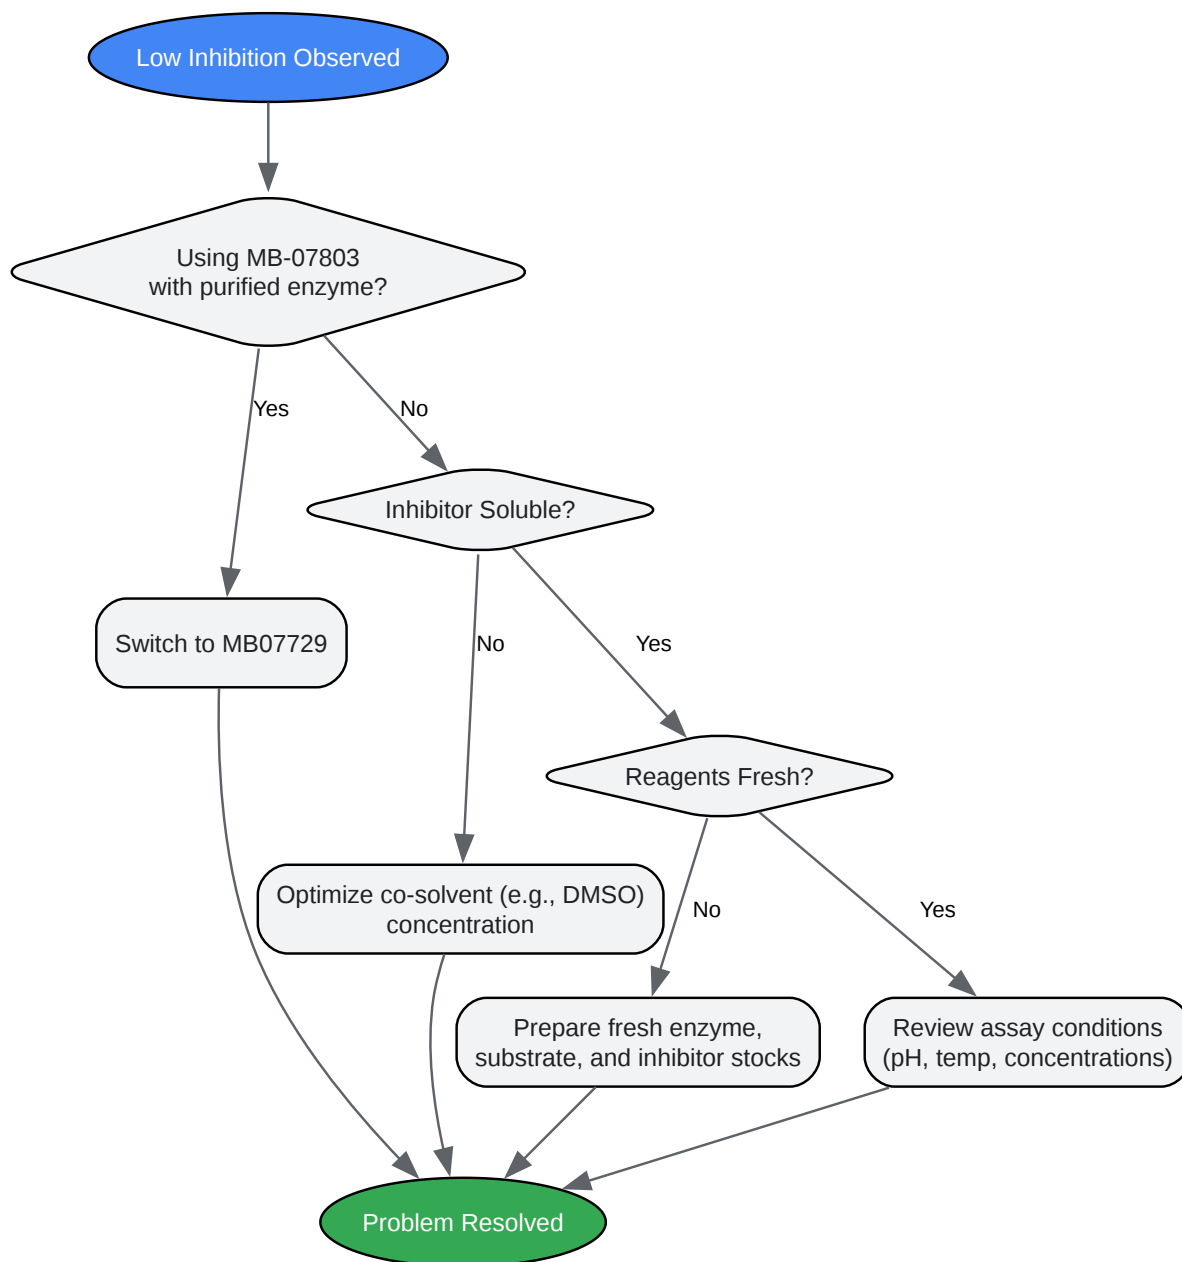 Low Inhibition Observed
Using MB-07803
with purified enzyme?
Yes
No
Inhibitor Soluble?
Switch to MB07729
No
Yes
Reagents Fresh?
Optimize co-solvent (e.g., DMSO)
concentration
No
Yes
Prepare fresh enzyme,
substrate, and inhibitor stocks
Review assay conditions
(pH, temp, concentrations)
Problem Resolved